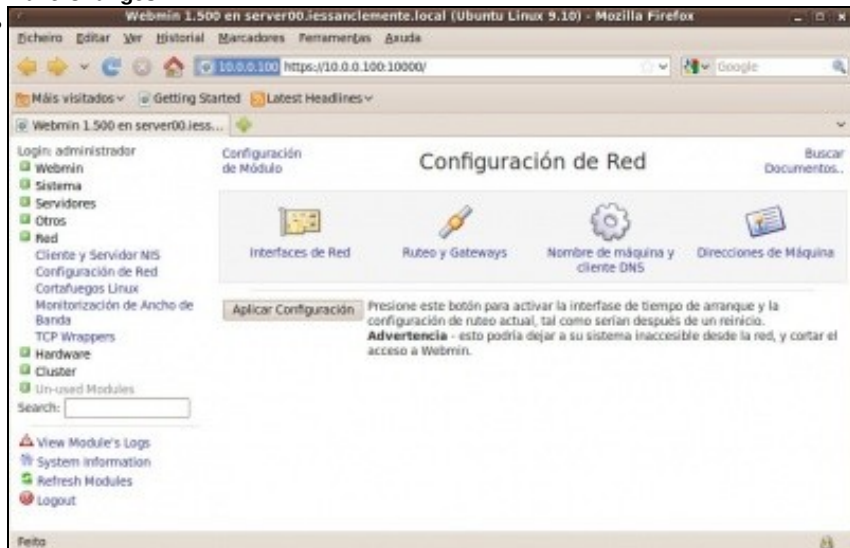 Webmin 1.500 en server00.iessanclemente.local (Ubuntu Linux 9.10) - Mozilla Firefox
Ficheiro Editar Ver Historial Marcadores Ferramentas Axuda
10.0.0.100 https://10.0.0.100:10000/ Google
Máis visitados Getting Started Latest Headlines
Webmin 1.500 en server00.iess...
Login: administrador
Webmin
Sistema
Servidores
Otros
Red
Cliente y Servidor NIS
Configuración de Red
Cortafuegos Linux
Monitorización de Ancho de
Banda
TCP Wrappers
Hardware
Cluster
Un-used Modules
Search:
View Module's Logs
System Information
Refresh Modules
Logout
Configuración
de Módulo
Configuración de Red
Buscar
Documentos..
Interfaces de Red
Ruteo y Gateways
Nombre de máquina y
cliente DNS
Direcciones de Máquina
Aplicar Configuración
Presione este botón para activar la interfase de tiempo de arranque y la
configuración de ruteo actual, tal como serían después de un reinicio.
Advertencia - esto podría dejar a su sistema inaccesible desde la red, y cortar el
acceso a Webmin.
Feito